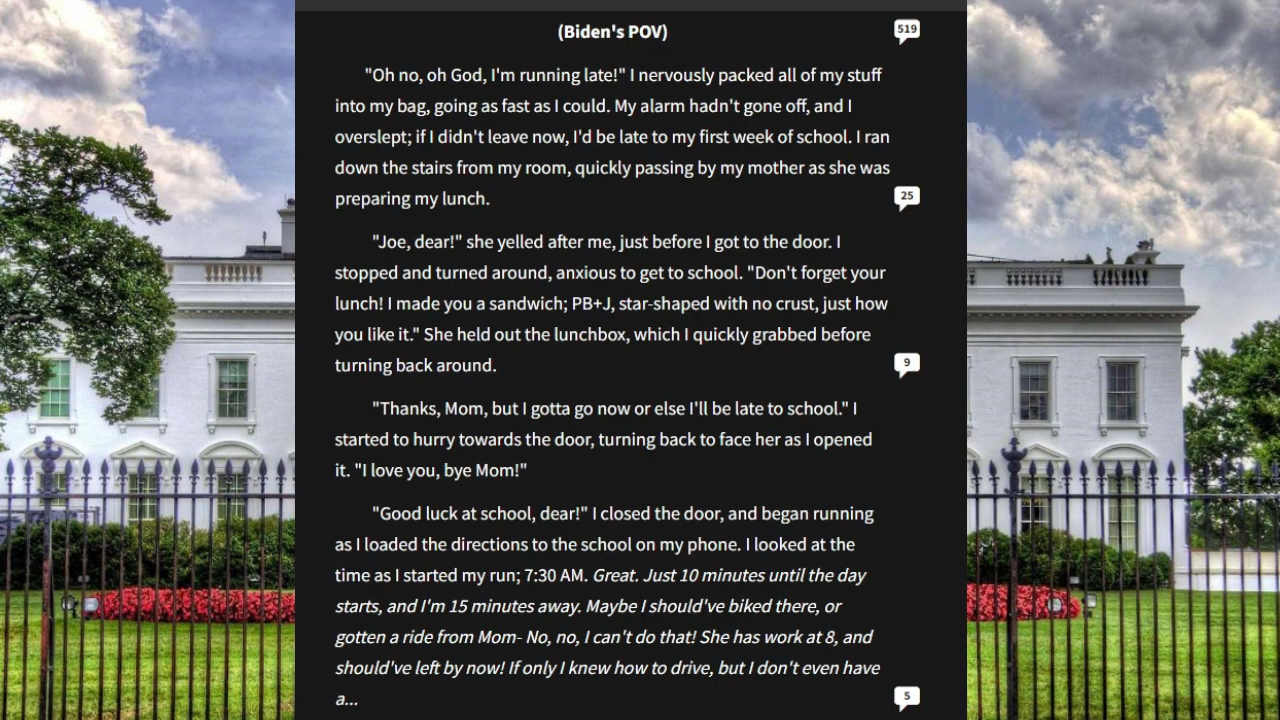 (Biden's POV)
519
"Oh no, oh God, I'm running late!" I nervously packed all of my stuff
into my bag, going as fast as I could. My alarm hadn't gone off, and I
overslept; if I didn't leave now, I'd be late to my first week of school. I ran
down the stairs from my room, quickly passing by my mother as she was
preparing my lunch.
25
"Joe, dear!" she yelled after me, just before I got to the door. I
stopped and turned around, anxious to get to school. "Don't forget your
lunch! I made you a sandwich; PB+J, star-shaped with no crust, just how
you like it." She held out the lunchbox, which I quickly grabbed before
turning back around.
9
"Thanks, Mom, but I gotta go now or else I'll be late to school." I
started to hurry towards the door, turning back to face her as I opened
it. "I love you, bye Mom!"
"Good luck at school, dear!" I closed the door, and began running
as I loaded the directions to the school on my phone. I looked at the
time as I started my run; 7:30 AM. Great. Just 10 minutes until the day
starts, and I'm 15 minutes away. Maybe I should've biked there, or
gotten a ride from Mom- No, no, I can't do that! She has work at 8, and
should've left by now! If only I knew how to drive, but I don't even have
a...
5